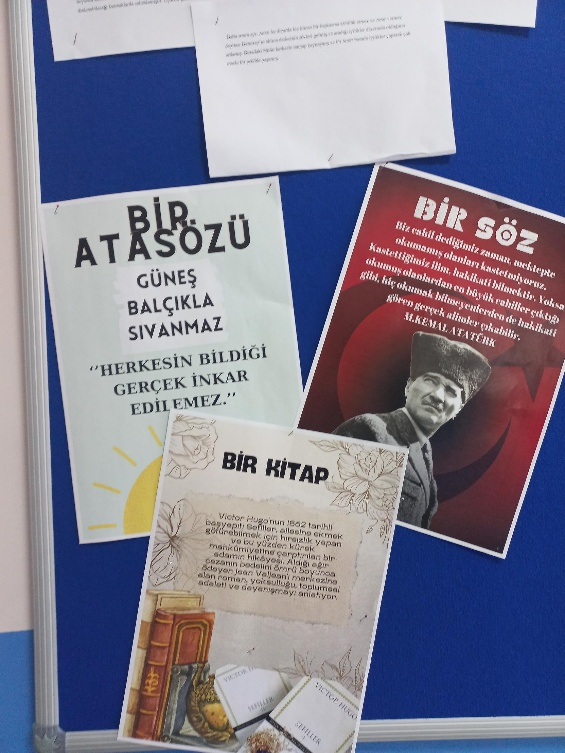 BİR
ATASÖZÜ
GÜNEŞ
BALÇIKLA
SIVANMAZ
"HERKESİN BİLDİĞİ
GERÇEK İNKAR
EDİLEMEZ."
BİR SÖZ
Biz cahil dediğimiz zaman, mektepte
okumamış olanları kastetmiyoruz.
Kastettiğimiz ilim, hakikati bilmektir. Yoksa
okumuş olanlardan en büyük cahiller çıktığı
gibi, hiç okumak bilmeyenlerden de hakikati
gören gerçek alimler çıkabilir.
M.KEMAL ATATÜRK
BİR KİTAP
Victor Hugo'nun 1862 tarihli
başyapıtı Sefiller, ailesine ekmek
götürebilmek için hırsızlık yapan
ve bu yüzden kürek
mahkûmiyetine çarptırılan bir
adamın hikâyesi. Aldığı ağır
cezanın bedelini ömrü boyunca
ödeyen Jean Valjean'ı merkezine
alan roman, yoksulluğu, toplumsal
adaleti ve dayanışmayı anlatıyor.
VICTOR H
SEFİLLER
VICTOR HUGO
SEFİLLER